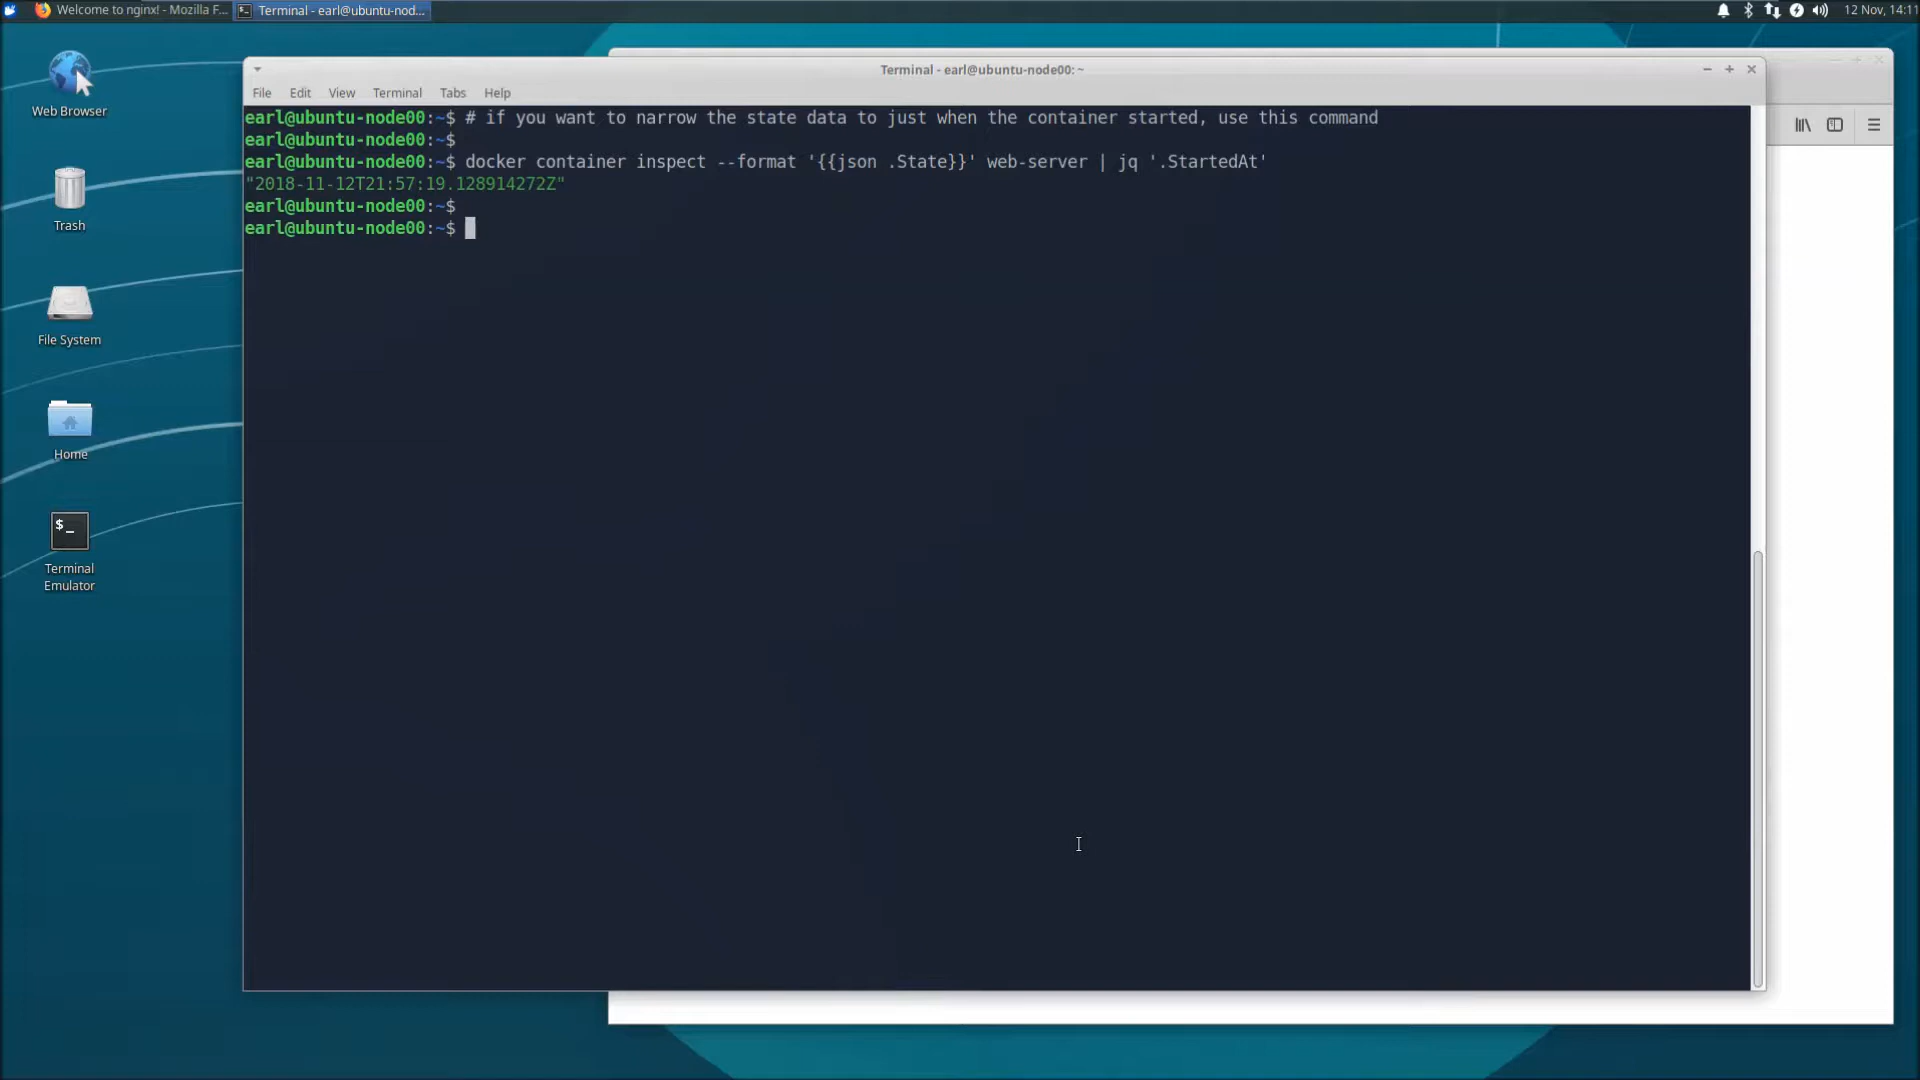 Welcome to nginx! - Mozilla F...
Terminal - earl@ubuntu-nod...
12 Nov, 14:11
Terminal - earl@ubuntu-node00: ~
File Edit View Terminal Tabs Help
earl@ubuntu-node00:~$ # if you want to narrow the state data to just when the container started, use this command
earl@ubuntu-node00:~$
earl@ubuntu-node00:~$ docker container inspect --format '{{json .State}}' web-server | jq '.StartedAt'
"2018-11-12T21:57:19.128914272Z"
earl@ubuntu-node00:~$
earl@ubuntu-node00:~$
Web Browser
Trash
File System
Home
$_
Terminal
Emulator